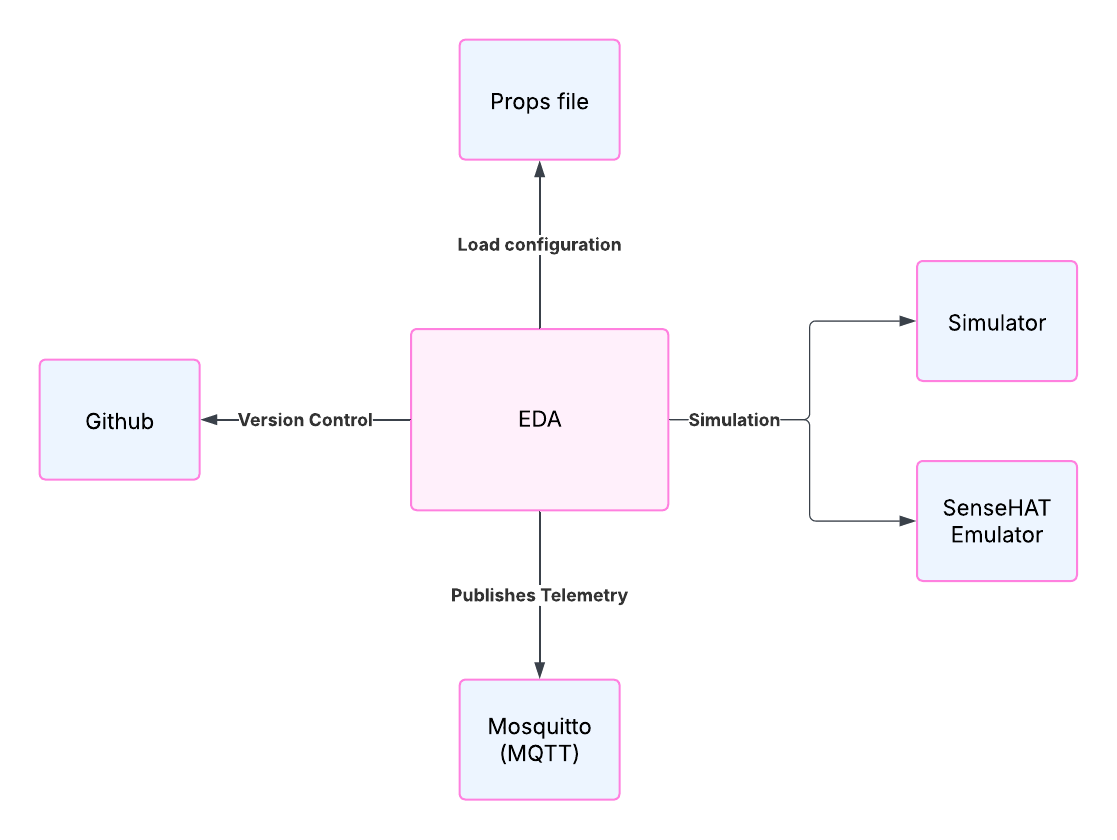 Props file
Load configuration
Simulator
Github
Version Control
EDA
Simulation
SenseHAT
Emulator
Publishes Telemetry
Mosquitto
(MQTT)